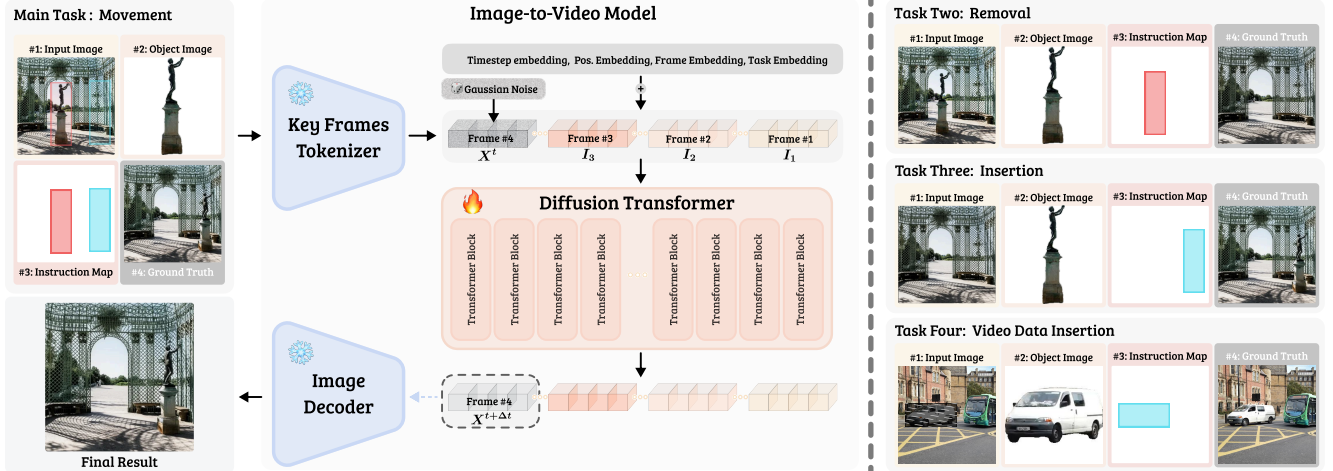 Main Task : Movement
#1: Input Image
#2: Object Image
#3: Instruction Map
#4: Ground Truth
Final Result
Image-to-Video Model
Key Frames
Tokenizer
Timestep embedding, Pos. Embedding, Frame Embedding, Task Embedding
Gaussian Noise
+
Frame #4
Frame #3
Frame #2
Frame #1
X^t
I_3
I_2
I_1
Diffusion Transformer
Transformer Block
Transformer Block
Transformer Block
Transformer Block
...
Transformer Block
Transformer Block
Transformer Block
Transformer Block
Image
Decoder
Frame #4
X^{t+Δt}
Task Two: Removal
#1: Input Image
#2: Object Image
#3: Instruction Map
#4: Ground Truth
Task Three: Insertion
#1: Input Image
#2: Object Image
#3: Instruction Map
#4: Ground Truth
Task Four: Video Data Insertion
#1: Input Image
#2: Object Image
#3: Instruction Map
#4: Ground Truth